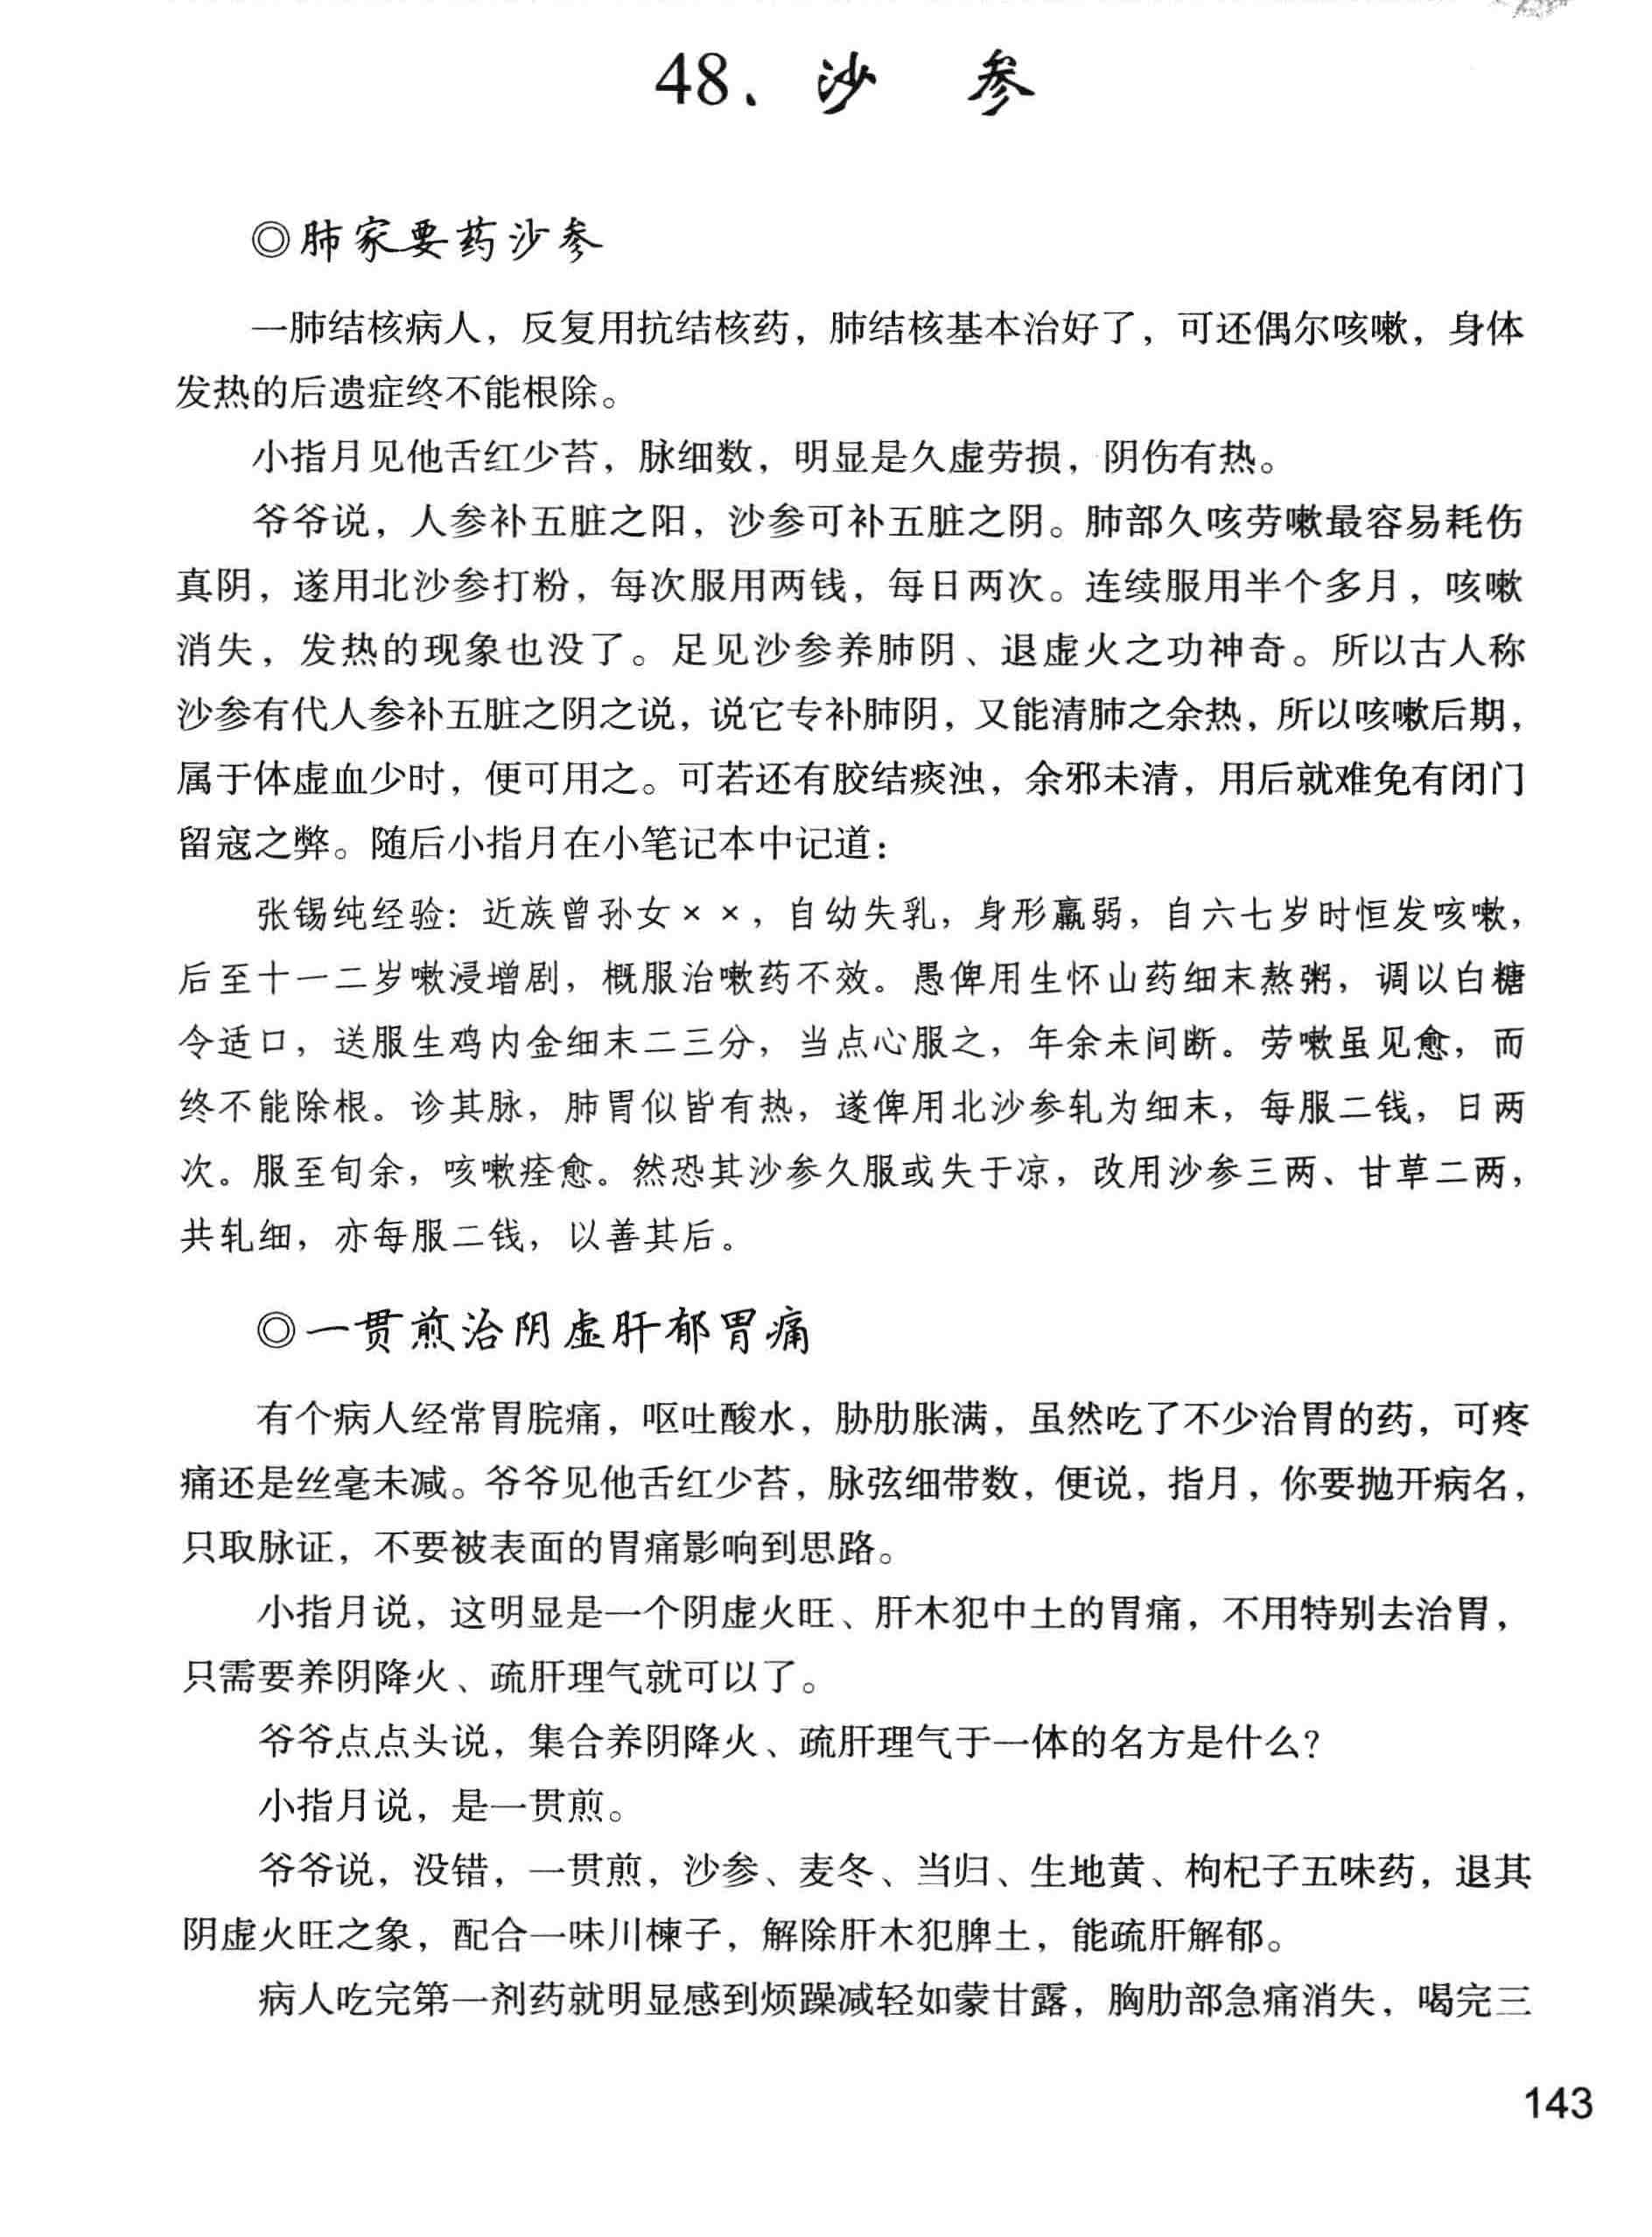 48、沙 参
◎肺家要药沙参
一肺结核病人，反复用抗结核药，肺结核基本治好了，可还偶尔咳嗽，身体
发热的后遗症终不能根除。
小指月见他舌红少苔，脉细数，明显是久虚劳损，阴伤有热。
爷爷说，人参补五脏之阳，沙参可补五脏之阴。肺部久咳劳嗽最容易耗伤
真阴，遂用北沙参打粉，每次服用两钱，每日两次。连续服用半个多月，咳嗽
消失，发热的现象也没了。足见沙参养肺阴、退虚火之功神奇。所以古人称
沙参有代人参补五脏之阴之说，说它专补肺阴，又能清肺之余热，所以咳嗽后期，
属于体虚血少时，便可用之。可若还有胶结痰浊，余邪未清，用后就难免有闭门
留寇之弊。随后小指月在小笔记本中记道：
张锡纯经验：近族曾孙女××，自幼失乳，身形羸弱，自六七岁时恒发咳嗽，
后至十一二岁嗽浸增剧，概服治嗽药不效。愚俾用生怀山药细末熬粥，调以白糖
令适口，送服生鸡内金细末二三分，当点心服之，年余未间断。劳嗽虽见愈，而
终不能除根。诊其脉，肺胃似皆有热，遂俾用北沙参轧为细末，每服二钱，日两
次。服至旬余，咳嗽痊愈。然恐其沙参久服或失于凉，改用沙参三两、甘草二两，
共轧细，亦每服二钱，以善其后。
◎一贯煎治阴虚肝郁胃痛
有个病人经常胃脘痛，呕吐酸水，胁肋胀满，虽然吃了不少治胃的药，可疼
痛还是丝毫未减。爷爷见他舌红少苔，脉弦细带数，便说，指月，你要抛开病名，
只取脉证，不要被表面的胃痛影响到思路。
小指月说，这明显是一个阴虚火旺、肝木犯中土的胃痛，不用特别去治胃，
只需要养阴降火、疏肝理气就可以了。
爷爷点点头说，集合养阴降火、疏肝理气于一体的名方是什么？
小指月说，是一贯煎。
爷爷说，没错，一贯煎，沙参、麦冬、当归、生地黄、枸杞子五味药，退其
阴虚火旺之象，配合一味川楝子，解除肝木犯脾土，能疏肝解郁。
病人吃完第一剂药就明显感到烦躁减轻如蒙甘露，胸肋部急痛消失，喝完三
143